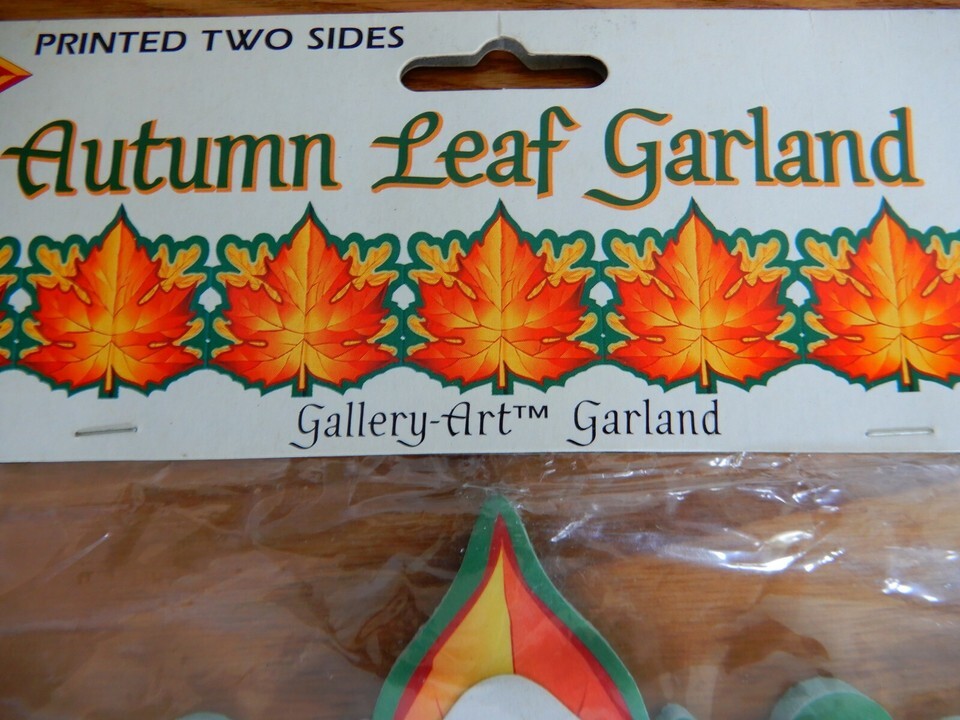 PRINTED TWO SIDES
Autumn Leaf Garland
Gallery-Art™ Garland